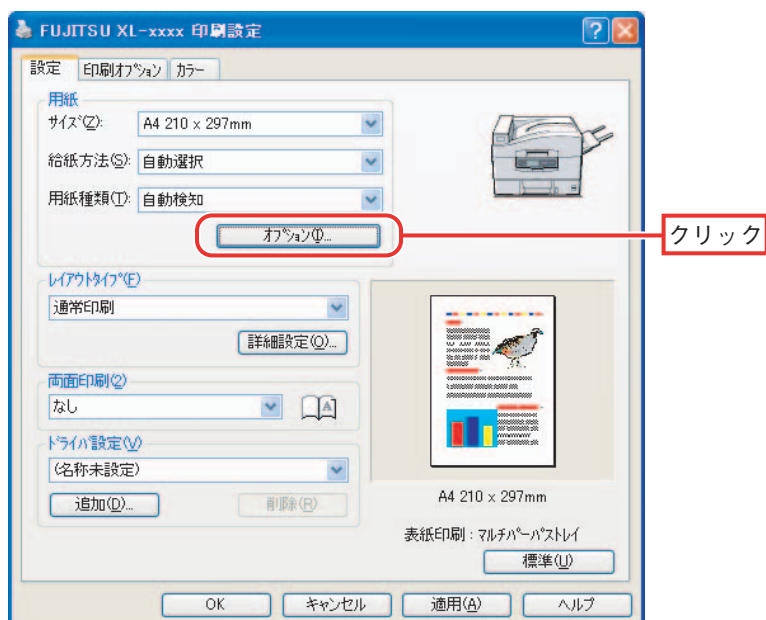 FUJITSU XL-xxxx 印刷設定
設定 印刷ｵﾌﾟｼｮﾝ ｶﾗｰ
用紙
ｻｲｽﾞ(Z): A4 210 x 297mm
給紙方法(S): 自動選択
用紙種類(T): 自動検知
ｵﾌﾟｼｮﾝ(I)...
クリック
ﾚｲｱｳﾄﾀｲﾌﾟ(F)
通常印刷
詳細設定(O)...
両面印刷(2)
なし
A
ﾄﾞﾗｲﾊﾞ設定(V)
(名称未設定)
追加(D)...
削除(R)
A4 210 x 297mm
表紙印刷 : ﾏﾙﾁﾊﾟｰﾊﾟｽﾄﾚｲ
標準(U)
OK キャンセル 適用(A) ヘルプ